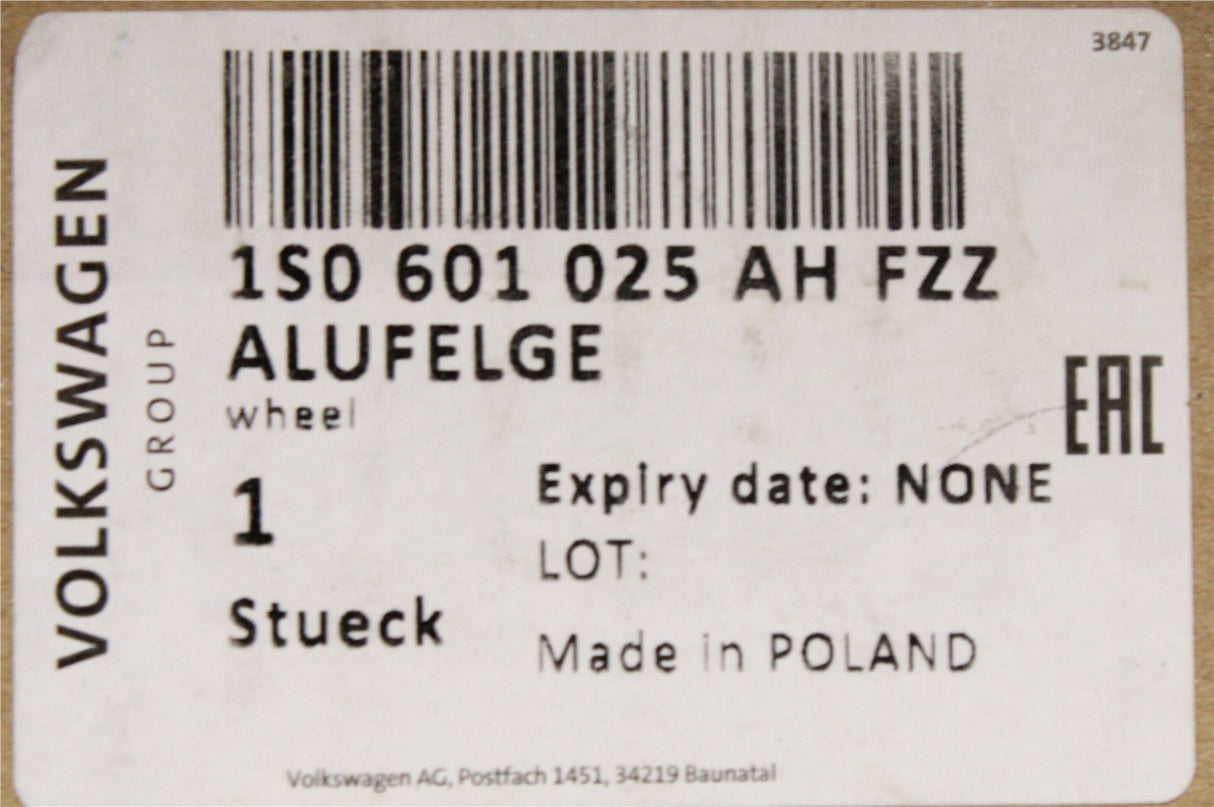 3847
VOLKSWAGEN
GROUP
1S0 601 025 AH FZZ
ALUFELGE
wheel
EAC
1
Expiry date: NONE
LOT:
Stueck
Made in POLAND
Volkswagen AG, Postfach 1451, 34219 Baunatal